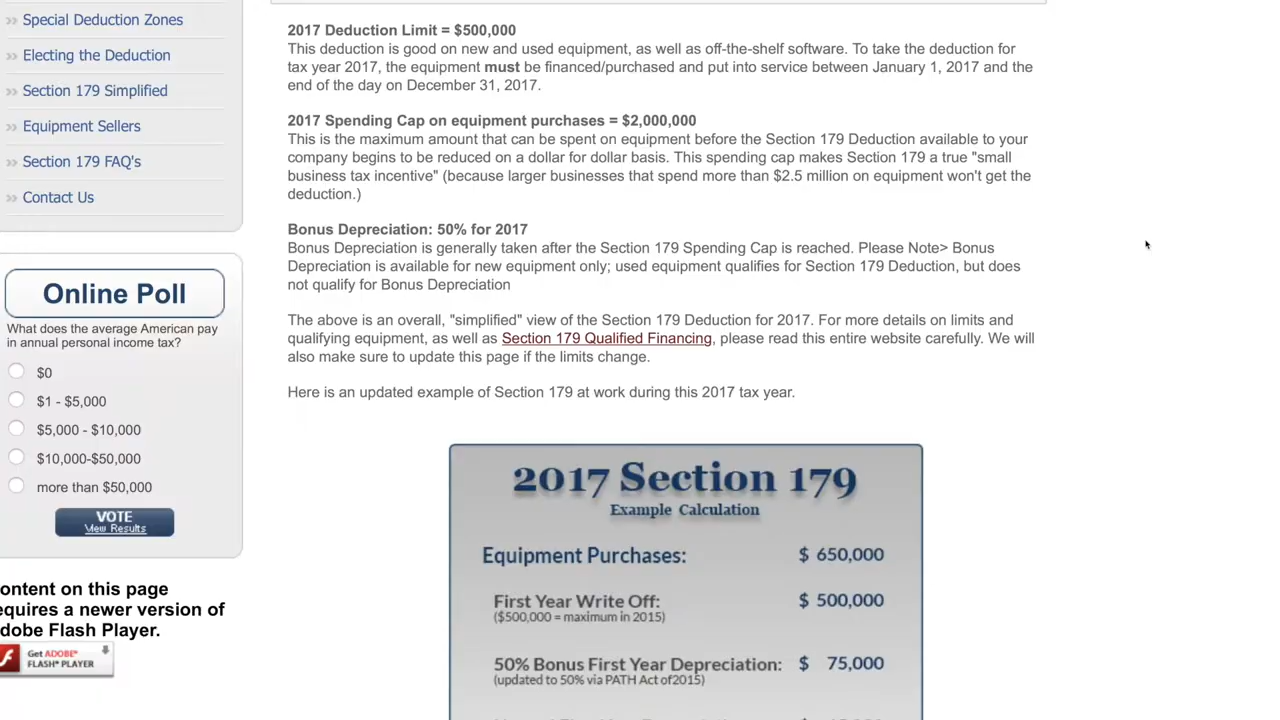 Special Deduction Zones
Electing the Deduction
Section 179 Simplified
Equipment Sellers
Section 179 FAQ's
Contact Us
Online Poll
What does the average American pay
in annual personal income tax?
$0
$1 - $5,000
$5,000 - $10,000
$10,000-$50,000
more than $50,000
VOTE
View Results
ontent on this page
equires a newer version of
dobe Flash Player.
Get ADOBE®
FLASH® PLAYER
2017 Deduction Limit = $500,000
This deduction is good on new and used equipment, as well as off-the-shelf software. To take the deduction for
tax year 2017, the equipment must be financed/purchased and put into service between January 1, 2017 and the
end of the day on December 31, 2017.
2017 Spending Cap on equipment purchases = $2,000,000
This is the maximum amount that can be spent on equipment before the Section 179 Deduction available to your
company begins to be reduced on a dollar for dollar basis. This spending cap makes Section 179 a true "small
business tax incentive" (because larger businesses that spend more than $2.5 million on equipment won't get the
deduction.)
Bonus Depreciation: 50% for 2017
Bonus Depreciation is generally taken after the Section 179 Spending Cap is reached. Please Note> Bonus
Depreciation is available for new equipment only; used equipment qualifies for Section 179 Deduction, but does
not qualify for Bonus Depreciation
The above is an overall, "simplified" view of the Section 179 Deduction for 2017. For more details on limits and
qualifying equipment, as well as Section 179 Qualified Financing, please read this entire website carefully. We will
also make sure to update this page if the limits change.
Here is an updated example of Section 179 at work during this 2017 tax year.
2017 Section 179
Example Calculation
Equipment Purchases: $ 650,000
First Year Write Off: $ 500,000
($500,000 = maximum in 2015)
50% Bonus First Year Depreciation: $ 75,000
(updated to 50% via PATH Act of2015)